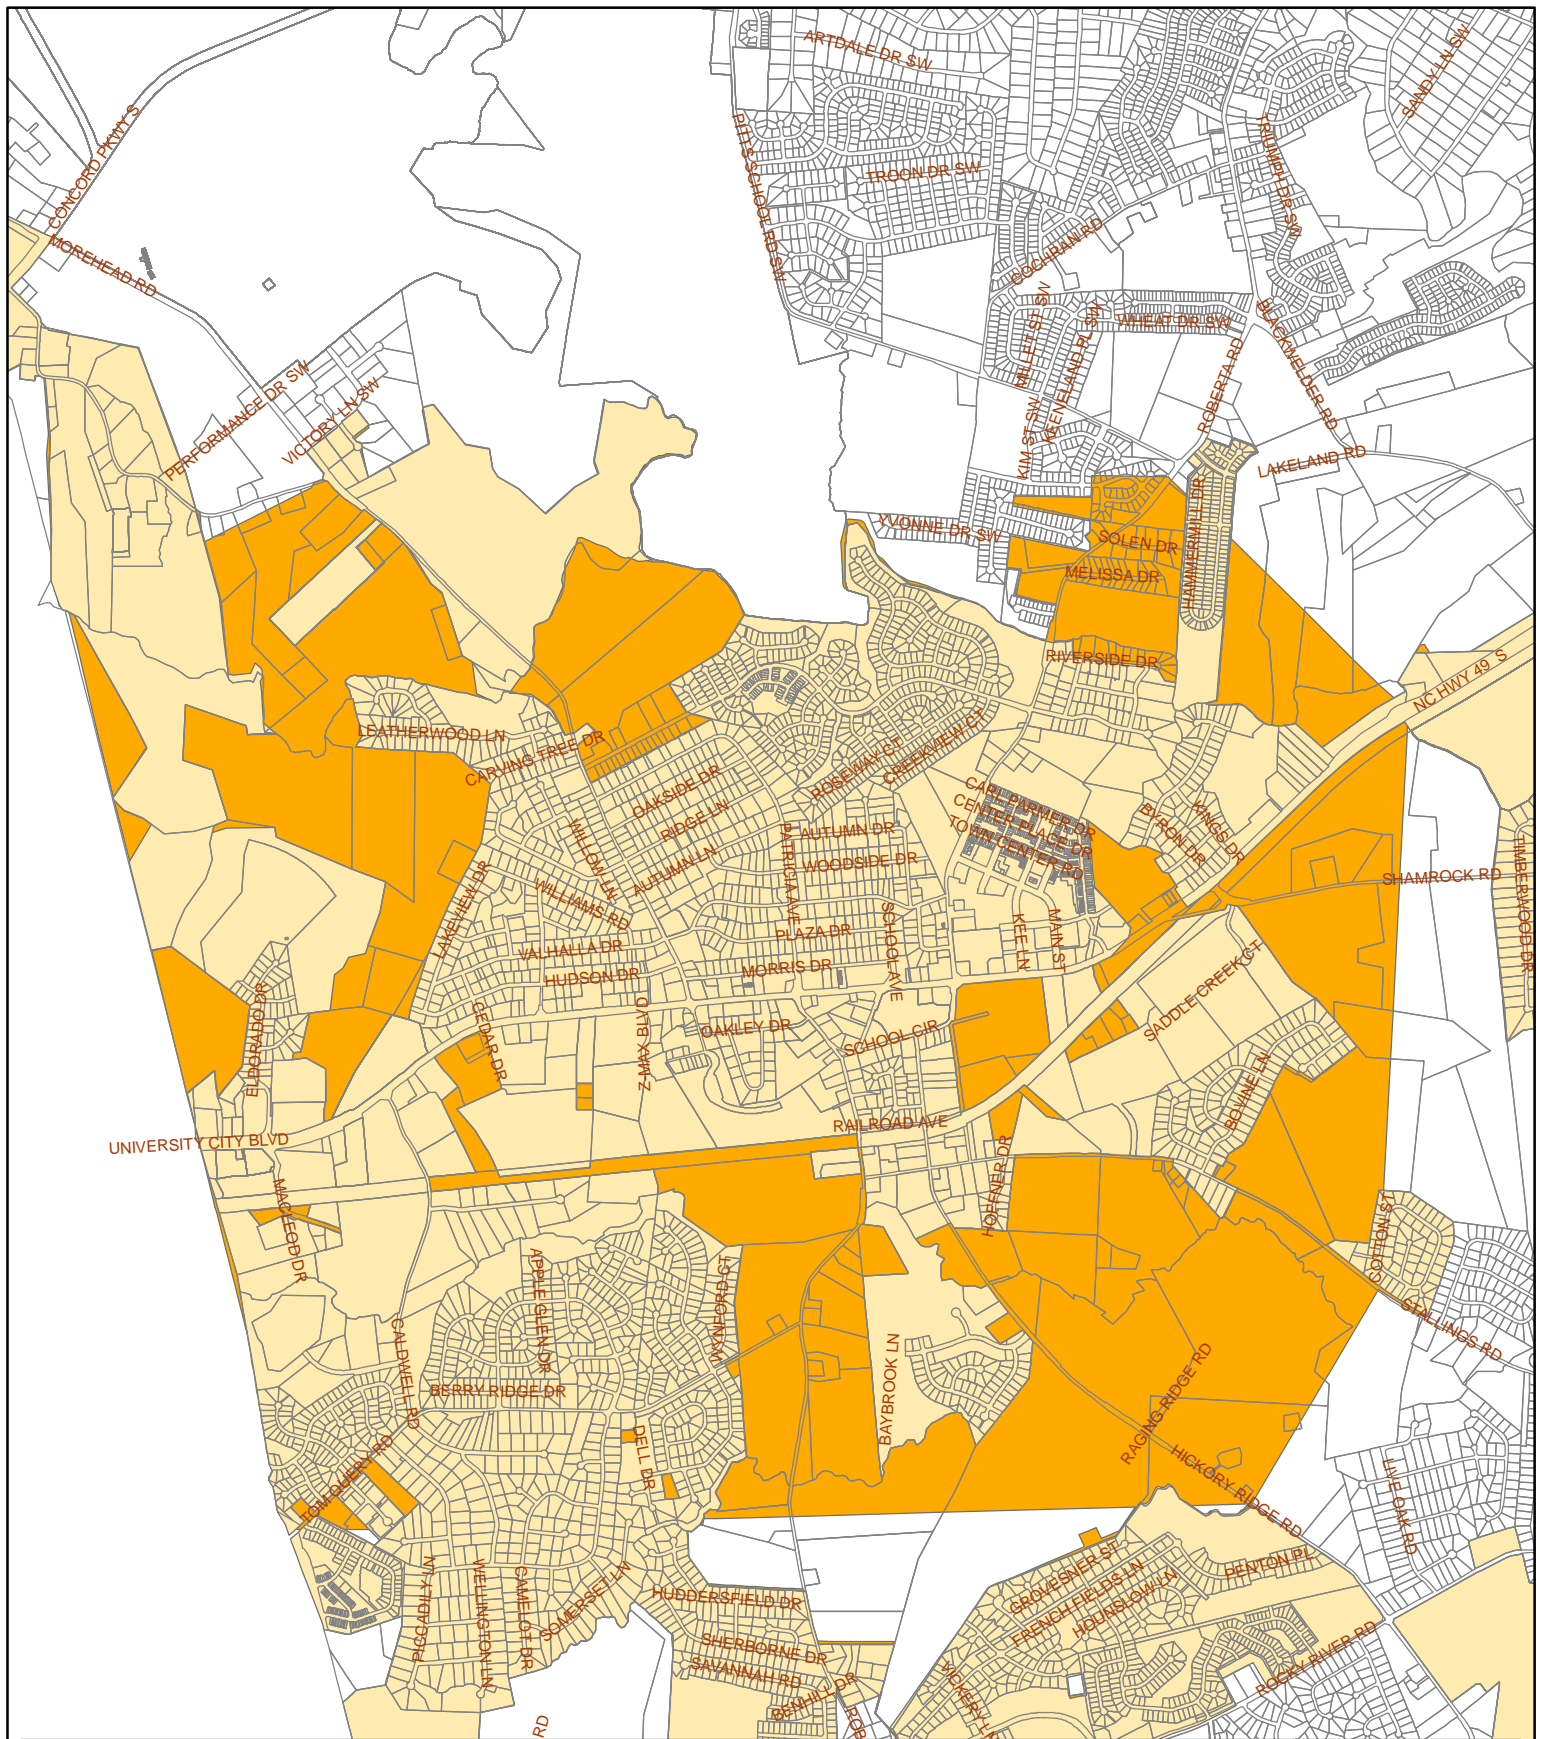 ARTDALE DR SW
SANDY LN SW
CONCORD PKWY S
PITTS SCHOOL RD SW
TRIUMPH DR SW
TROON DR SW
MOREHEAD RD
COCHRAN RD
MILLET ST SW
KEENELAND PL SW
WHEAT DR SW
BLACKWELDER RD
ROBERTA RD
PERFORMANCE DR SW
VICTORY LN SW
KIM ST SW
LAKELAND RD
YVONNE DR SW
SOLEN DR
HAMMERMILL DR
MELISSA DR
RIVERSIDE DR
NC HWY 49 S
LEATHERWOOD LN
CARVING TREE DR
ROSEWAY CT
CREEKVIEW CT
OAKSIDE DR
RIDGE LN
CARL PARMER DR
CENTER PLACE DR
TOWN CENTER RD
BYRON DR
KINGS DR
WILLOW LN
PATRICIA AVE
AUTUMN DR
AUTUMN LN
WOODSIDE DR
TIMBERWOOD DR
SHAMROCK RD
LAKEVIEW DR
WILLIAMS RD
SCHOOL AVE
KEE LN
MAIN ST
VALHALLA DR
PLAZA DR
HUDSON DR
MORRIS DR
SADDLE CREEK CT
ELDORADO DR
CEDAR DR
Z-MAX BLVD
OAKLEY DR
SCHOOL CIR
BOVINE LN
UNIVERSITY CITY BLVD
RAILROAD AVE
HOFFNER DR
MACLEOD DR
COTTON ST
APPLE GLEN DR
WYNFORD CT
CALDWELL RD
STALLINGS RD
BAYBROOK LN
RAGING RIDGE RD
BERRY RIDGE DR
DELL DR
TOM QUERY RD
HICKORY RIDGE RD
LIVE OAK RD
PICCADILY LN
WELLINGTON LN
CAMELOT DR
SOMERSET LN
HUDDERSFIELD DR
GROVESNER ST
FRENCH FIELDS LN
HOUNSLOW LN
PENTON PL
SHERBORNE DR
SAVANNAH RD
BENHILL DR
VICKERY LN
ROCKY RIVER RD
RD
ROB